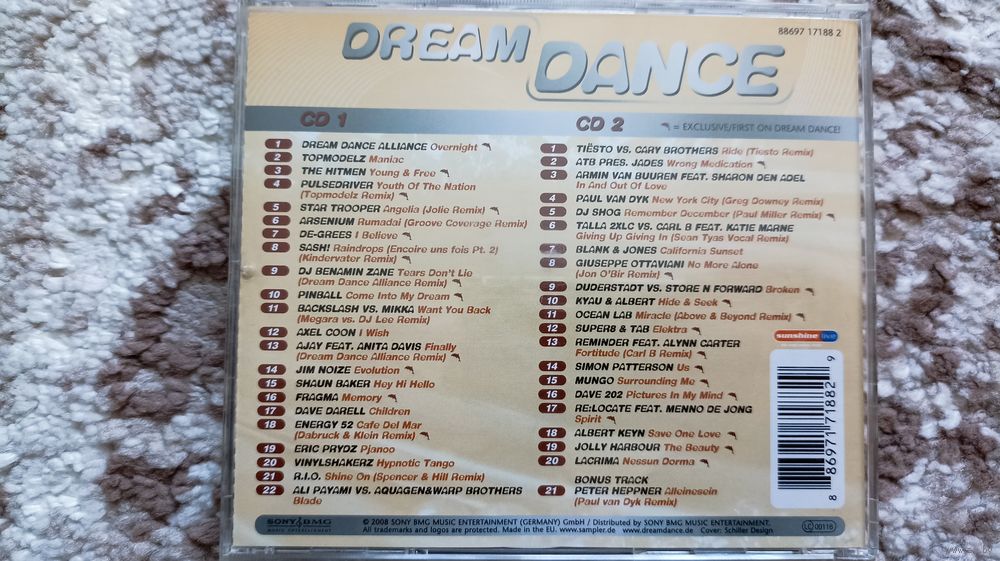 DREAM
DANCE
88697 17188 2
CD 1
1 DREAM DANCE ALLIANCE Overnight
2 TOPMODELZ Maniac
3 THE HITMEN Young & Free
4 PULSEDRIVER Youth Of The Nation
(Topmodelz Remix)
5 STAR TROOPER Angelia (Jolie Remix)
6 ARSENIUM Rumadai (Groove Coverage Remix)
7 DE-GREES I Believe
8 SASH! Raindrops (Encoire uns fois Pt. 2)
(Kindervater Remix)
9 DJ BENAMIN ZANE Tears Don't Lie
(Dream Dance Alliance Remix)
10 PINBALL Come Into My Dream
11 BACKSLASH VS. MIKKA Want You Back
(Megara vs. DJ Lee Remix)
12 AXEL COON I Wish
13 AJAY FEAT. ANITA DAVIS Finally
(Dream Dance Alliance Remix)
14 JIM NOIZE Evolution
15 SHAUN BAKER Hey Hi Hello
16 FRAGMA Memory
17 DAVE DARELL Children
18 ENERGY 52 Cafe Del Mar
(Dabruck & Klein Remix)
19 ERIC PRYDZ Pjanoo
20 VINYLSHAKERZ Hypnotic Tango
21 R.I.O. Shine On (Spencer & Hill Remix)
22 ALI PAYAMI VS. AQUAGEN&WARP BROTHERS
Blade
CD 2
= EXCLUSIVE/FIRST ON DREAM DANCE!
1 TIËSTO VS. CARY BROTHERS Ride (Tiesto Remix)
2 ATB PRES. JADES Wrong Medication
3 ARMIN VAN BUUREN FEAT. SHARON DEN ADEL
In And Out Of Love
4 PAUL VAN DYK New York City (Greg Downey Remix)
5 DJ SHOG Remember December (Paul Miller Remix)
6 TALLA 2XLC VS. CARL B FEAT. KATIE MARNE
Giving Up Giving In (Sean Tyas Vocal Remix)
7 BLANK & JONES California Sunset
8 GIUSEPPE OTTAVIANI No More Alone
(Jon O'Bir Remix)
9 DUDERSTADT VS. STORE N FORWARD Broken
10 KYAU & ALBERT Hide & Seek
11 OCEAN LAB Miracle (Above & Beyond Remix)
12 SUPER8 & TAB Elektra
13 REMINDER FEAT. ALYNN CARTER
Fortitude (Carl B Remix)
14 SIMON PATTERSON Us
15 MUNGO Surrounding Me
16 DAVE 202 Pictures In My Mind
17 RE:LOCATE FEAT. MENNO DE JONG
Spirit
18 ALBERT KEYN Save One Love
19 JOLLY HARBOUR The Beauty
20 LACRIMA Nessun Dorma
BONUS TRACK
21 PETER HEPPNER Alleinesein
(Paul van Dyk Remix)
sunshine live
8 86971 71882 9
SONY BMG
MUSIC ENTERTAINMENT
© 2008 SONY BMG MUSIC ENTERTAINMENT (GERMANY) GmbH / Distributed by SONY BMG MUSIC ENTERTAINMENT.
All trademarks and logos are protected. Made in the EU. www.sampler.de www.dreamdance.de Cover: Schiller Design
LC 00116